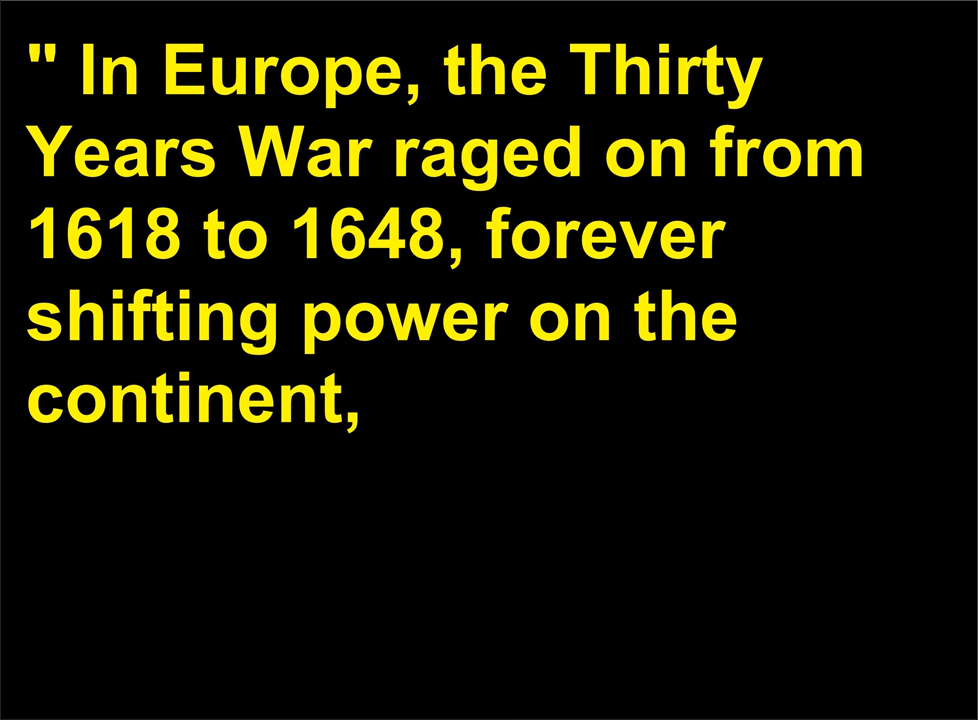 " In Europe, the Thirty
Years War raged on from
1618 to 1648, forever
shifting power on the
continent,